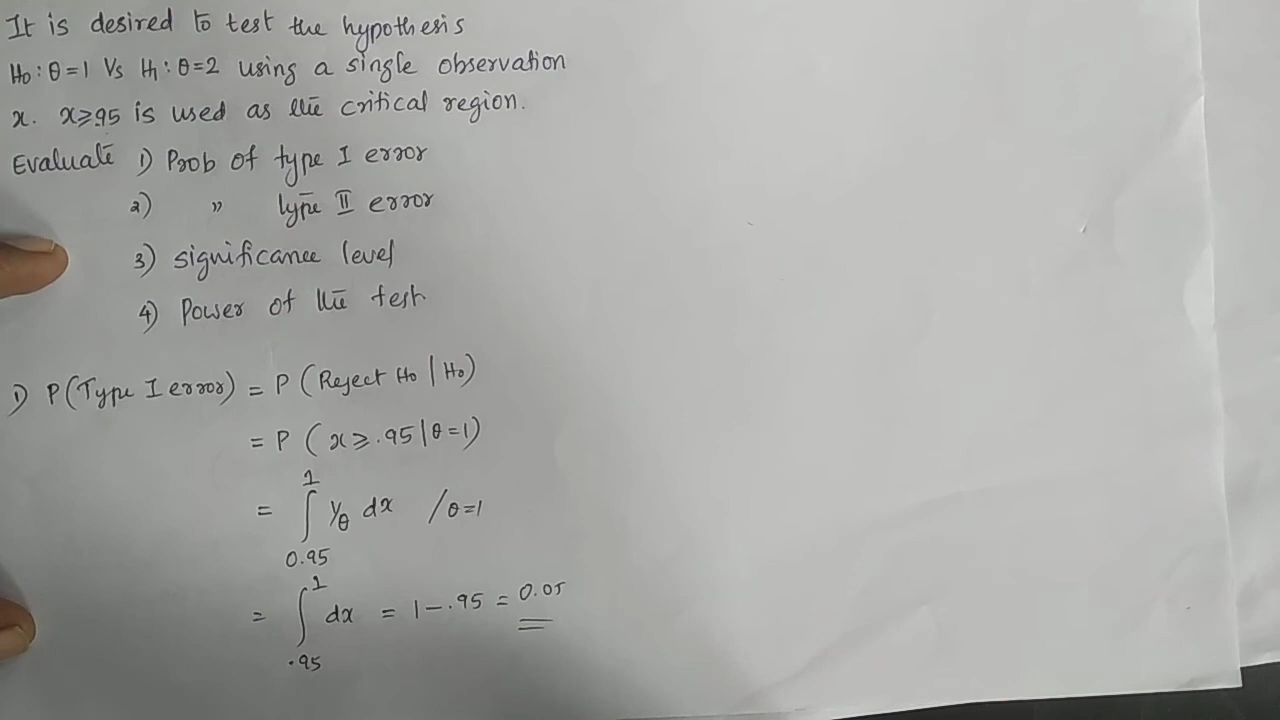 It is desired to test the hypothesis
H₀ : θ = 1 Vs H₁ : θ = 2 using a single observation
x. x ≥ .95 is used as the critical region.
Evaluate 1) Prob of type I error
2) " type II error
3) significance level
4) Power of the test
1) P(Type I error) = P(Reject H₀ | H₀)
= P(x ≥ .95 | θ = 1)
= ∫_{0.95}^{1} 1/θ dx /θ=1
= ∫_{.95}^{1} dx = 1 - .95 = 0.05